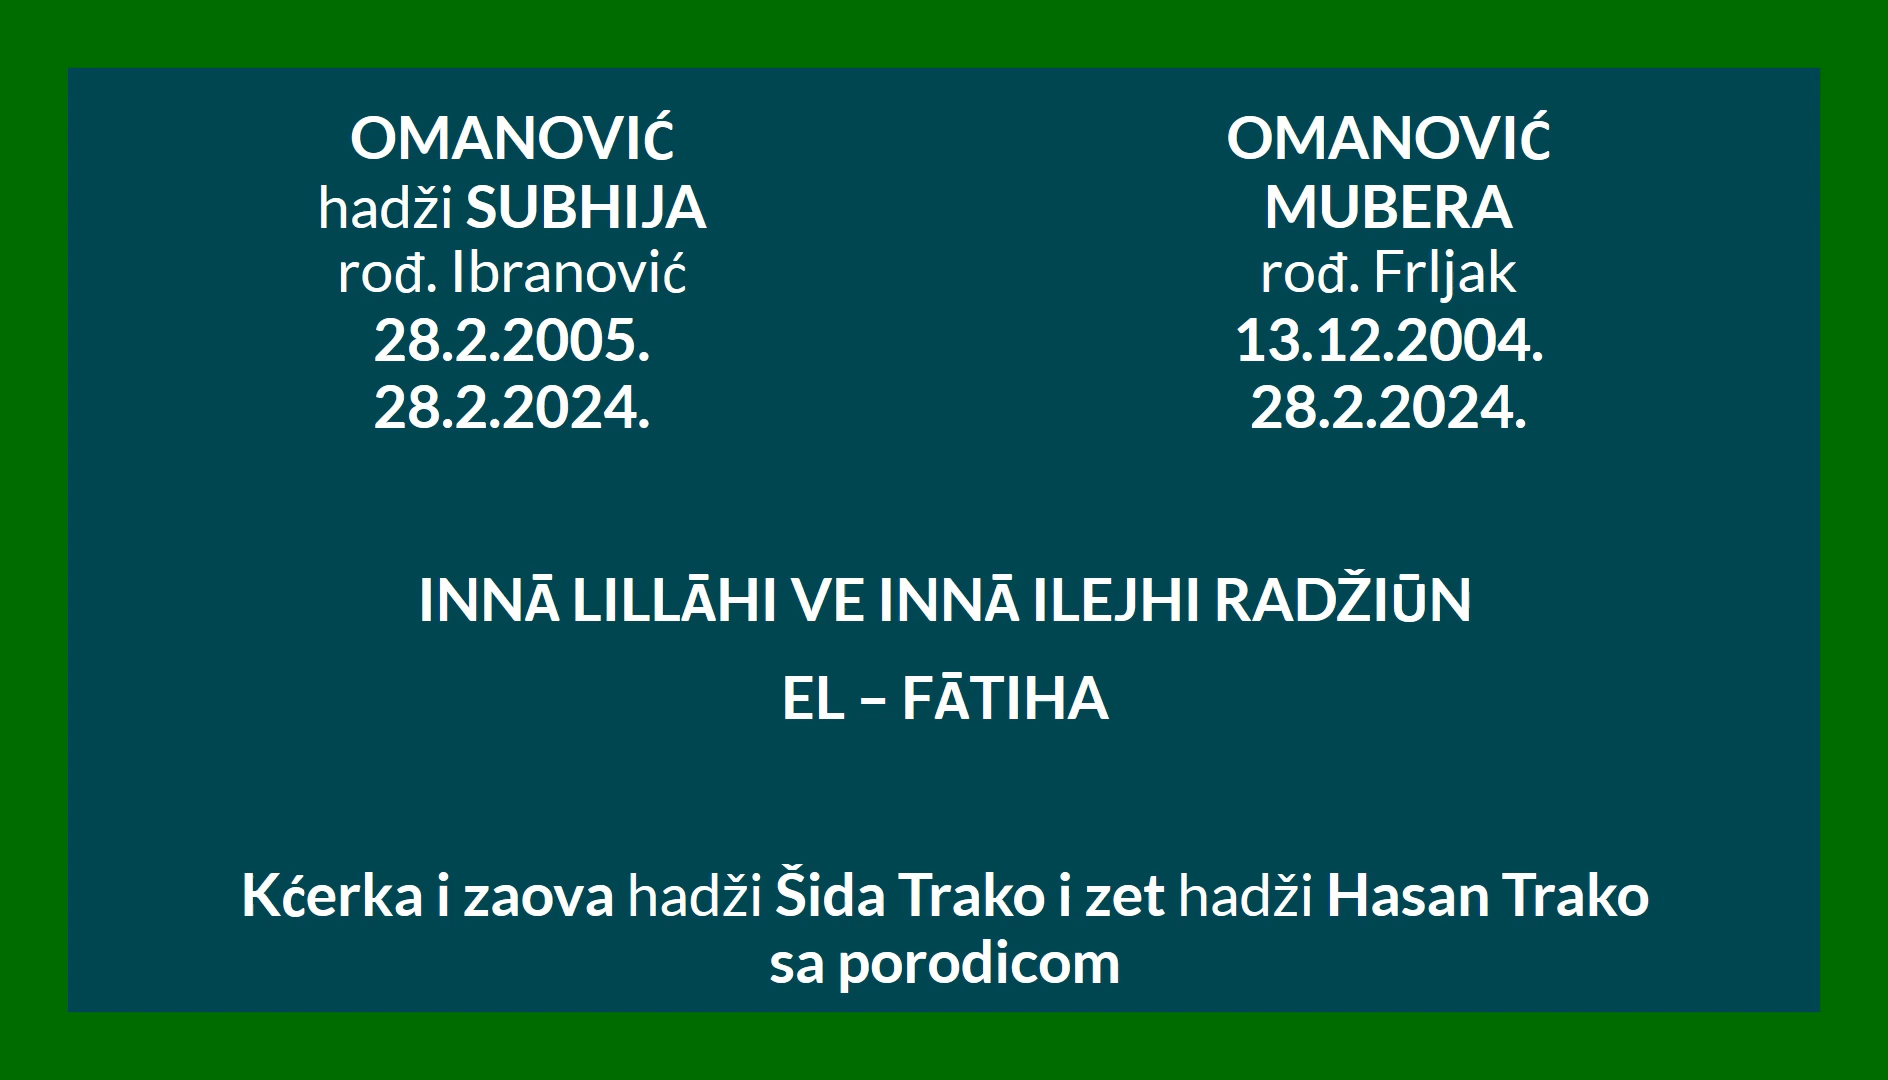 OMANOVIĆ
hadži SUBHIJA
rođ. Ibranović
28.2.2005.
28.2.2024.
OMANOVIĆ
MUBERA
rođ. Frljak
13.12.2004.
28.2.2024.
INNĀ LILLĀHI VE INNĀ ILEJHI RADŽIŪN
EL – FĀTIHA
Kćerka i zaova hadži Šida Trako i zet hadži Hasan Trako
sa porodicom